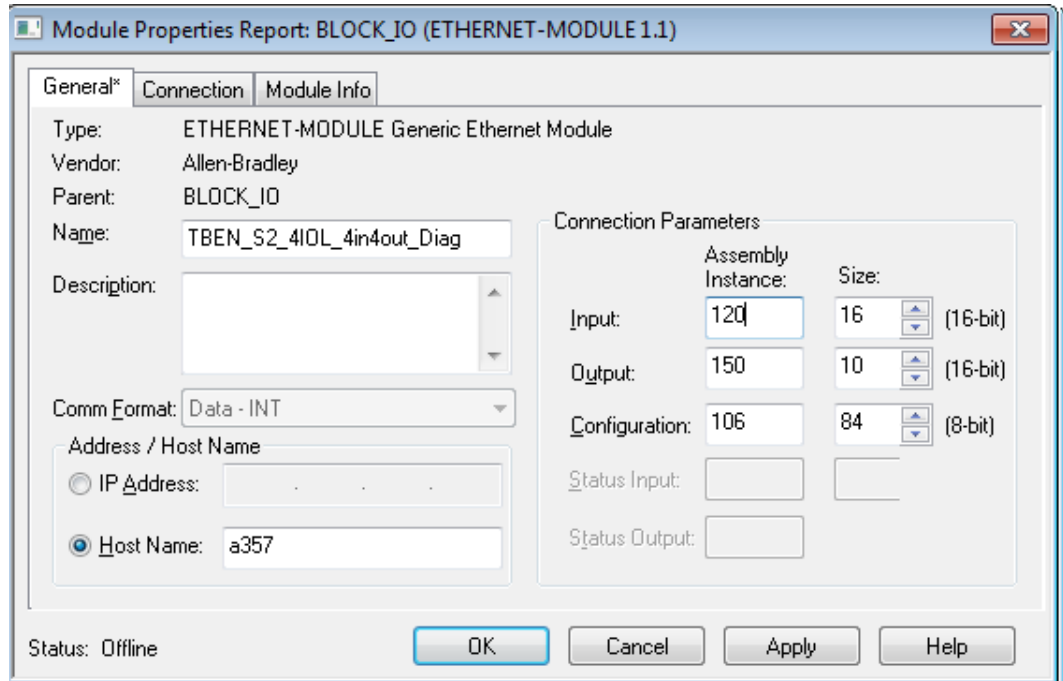 Module Properties Report: BLOCK_IO (ETHERNET-MODULE 1.1)
General* Connection Module Info
Type: ETHERNET-MODULE Generic Ethernet Module
Vendor: Allen-Bradley
Parent: BLOCK_IO
Name: TBEN_S2_4IOL_4in4out_Diag
Description:
Comm Format: Data - INT
Address / Host Name
IP Address: . . .
Host Name: a357
Connection Parameters
Assembly Instance: Size:
Input: 120 16 (16-bit)
Output: 150 10 (16-bit)
Configuration: 106 84 (8-bit)
Status Input:
Status Output:
Status: Offline
OK Cancel Apply Help